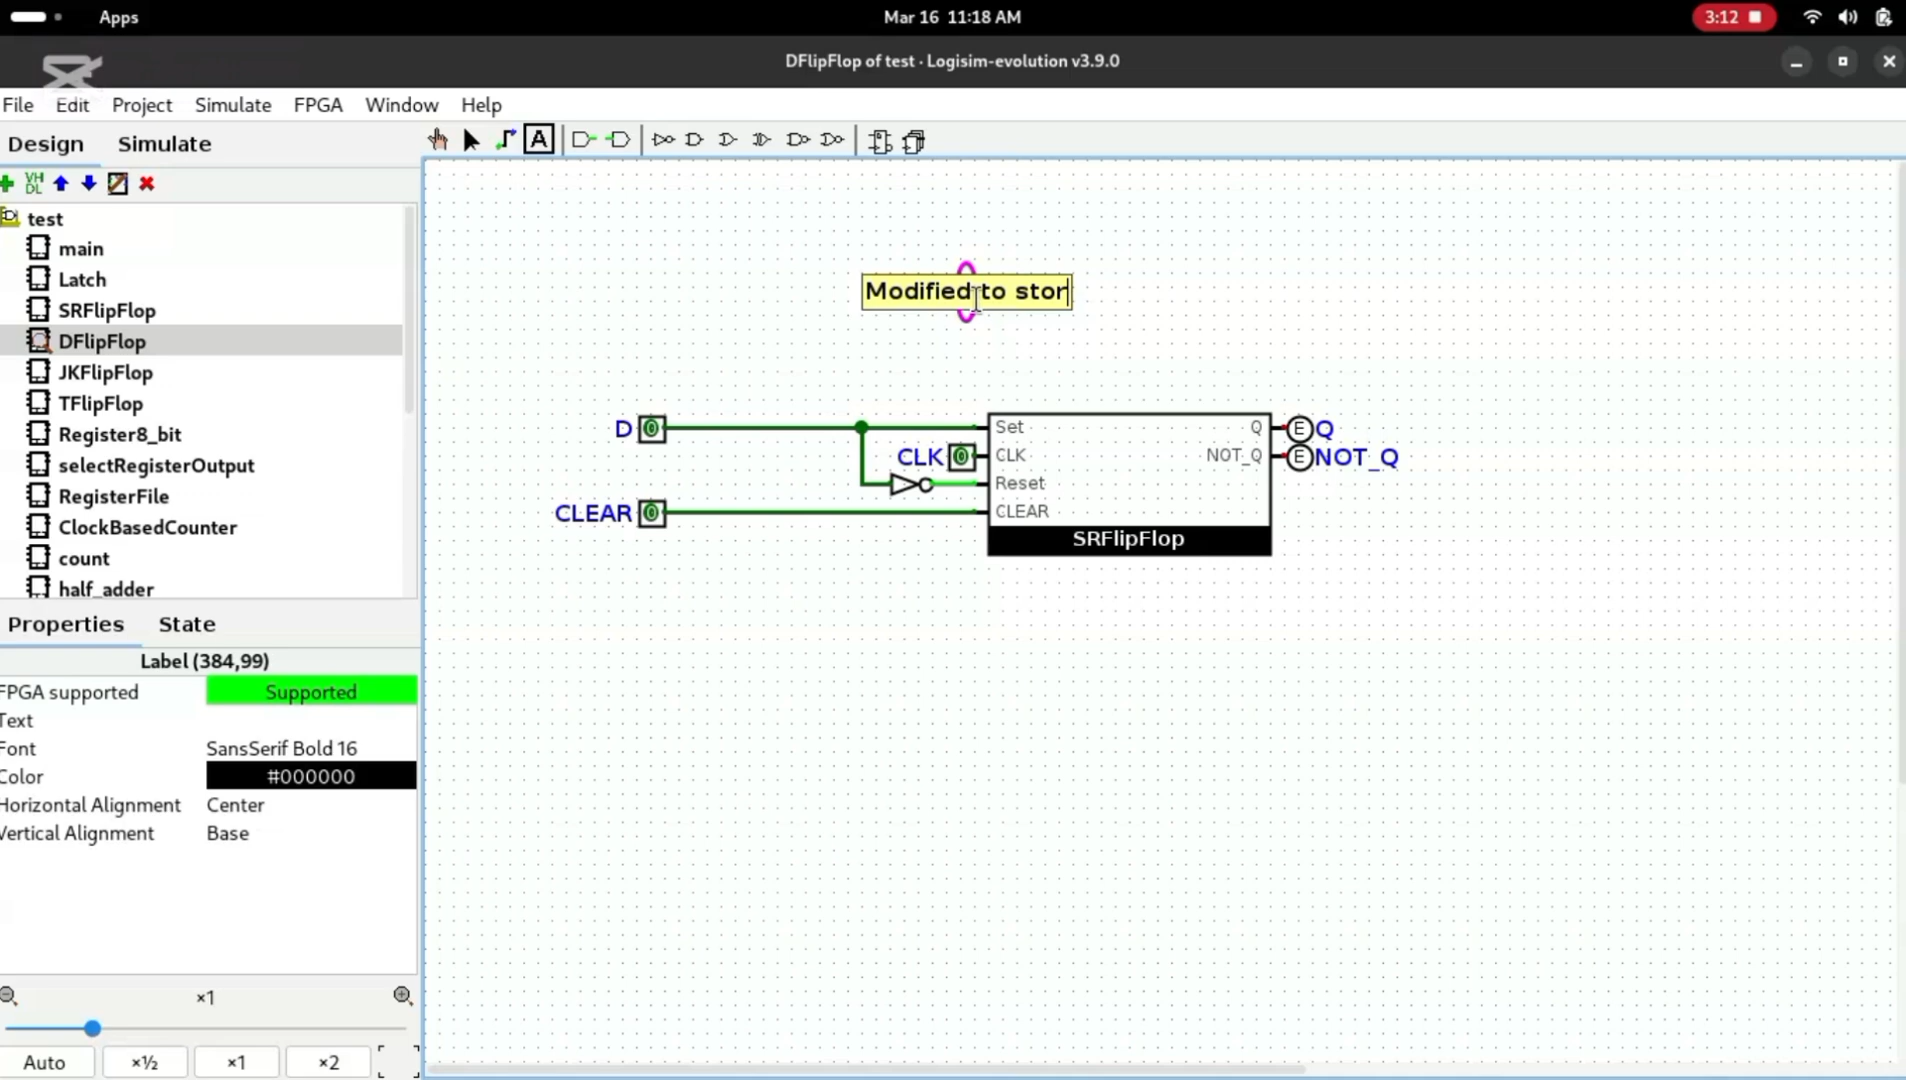 Apps
Mar 16 11:18 AM
3:12
DFlipFlop of test · Logisim-evolution v3.9.0
File Edit Project Simulate FPGA Window Help
Design Simulate
A
VH
DL
test
main
Latch
SRFlipFlop
DFlipFlop
JKFlipFlop
TFlipFlop
Register8_bit
selectRegisterOutput
RegisterFile
ClockBasedCounter
count
half_adder
Properties State
Label (384,99)
FPGA supported Supported
Text
Font SansSerif Bold 16
Color #000000
Horizontal Alignment Center
Vertical Alignment Base
×1
Auto ×½ ×1 ×2
Modified to stor
D 0 Set Q E Q
CLK 0 CLK NOT_Q E NOT_Q
Reset
CLEAR 0 CLEAR
SRFlipFlop